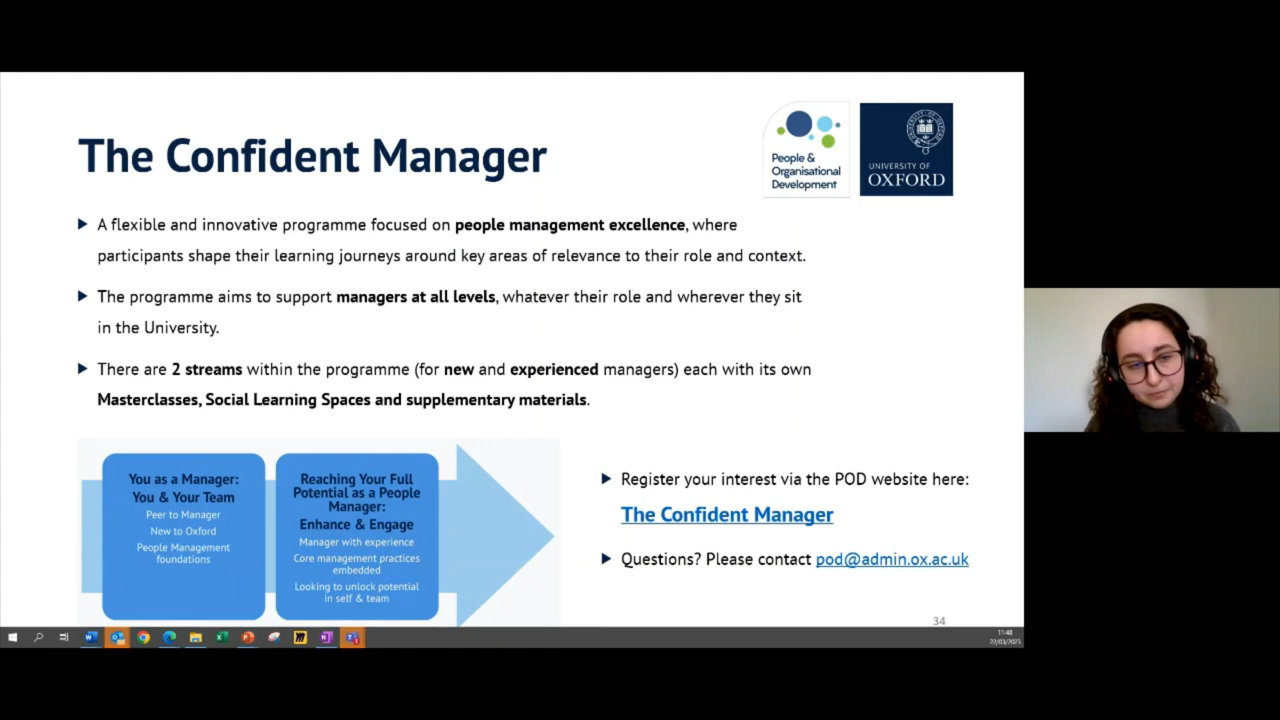 The Confident Manager
People &
Organisational
Development
UNIVERSITY OF
OXFORD
A flexible and innovative programme focused on people management excellence, where
participants shape their learning journeys around key areas of relevance to their role and context.
The programme aims to support managers at all levels, whatever their role and wherever they sit
in the University.
There are 2 streams within the programme (for new and experienced managers) each with its own
Masterclasses, Social Learning Spaces and supplementary materials.
You as a Manager:
You & Your Team
Peer to Manager
New to Oxford
People Management
foundations
Reaching Your Full
Potential as a People
Manager:
Enhance & Engage
Manager with experience
Core management practices
embedded
Looking to unlock potential
in self & team
Register your interest via the POD website here:
The Confident Manager
Questions? Please contact pod@admin.ox.ac.uk
34
11:48